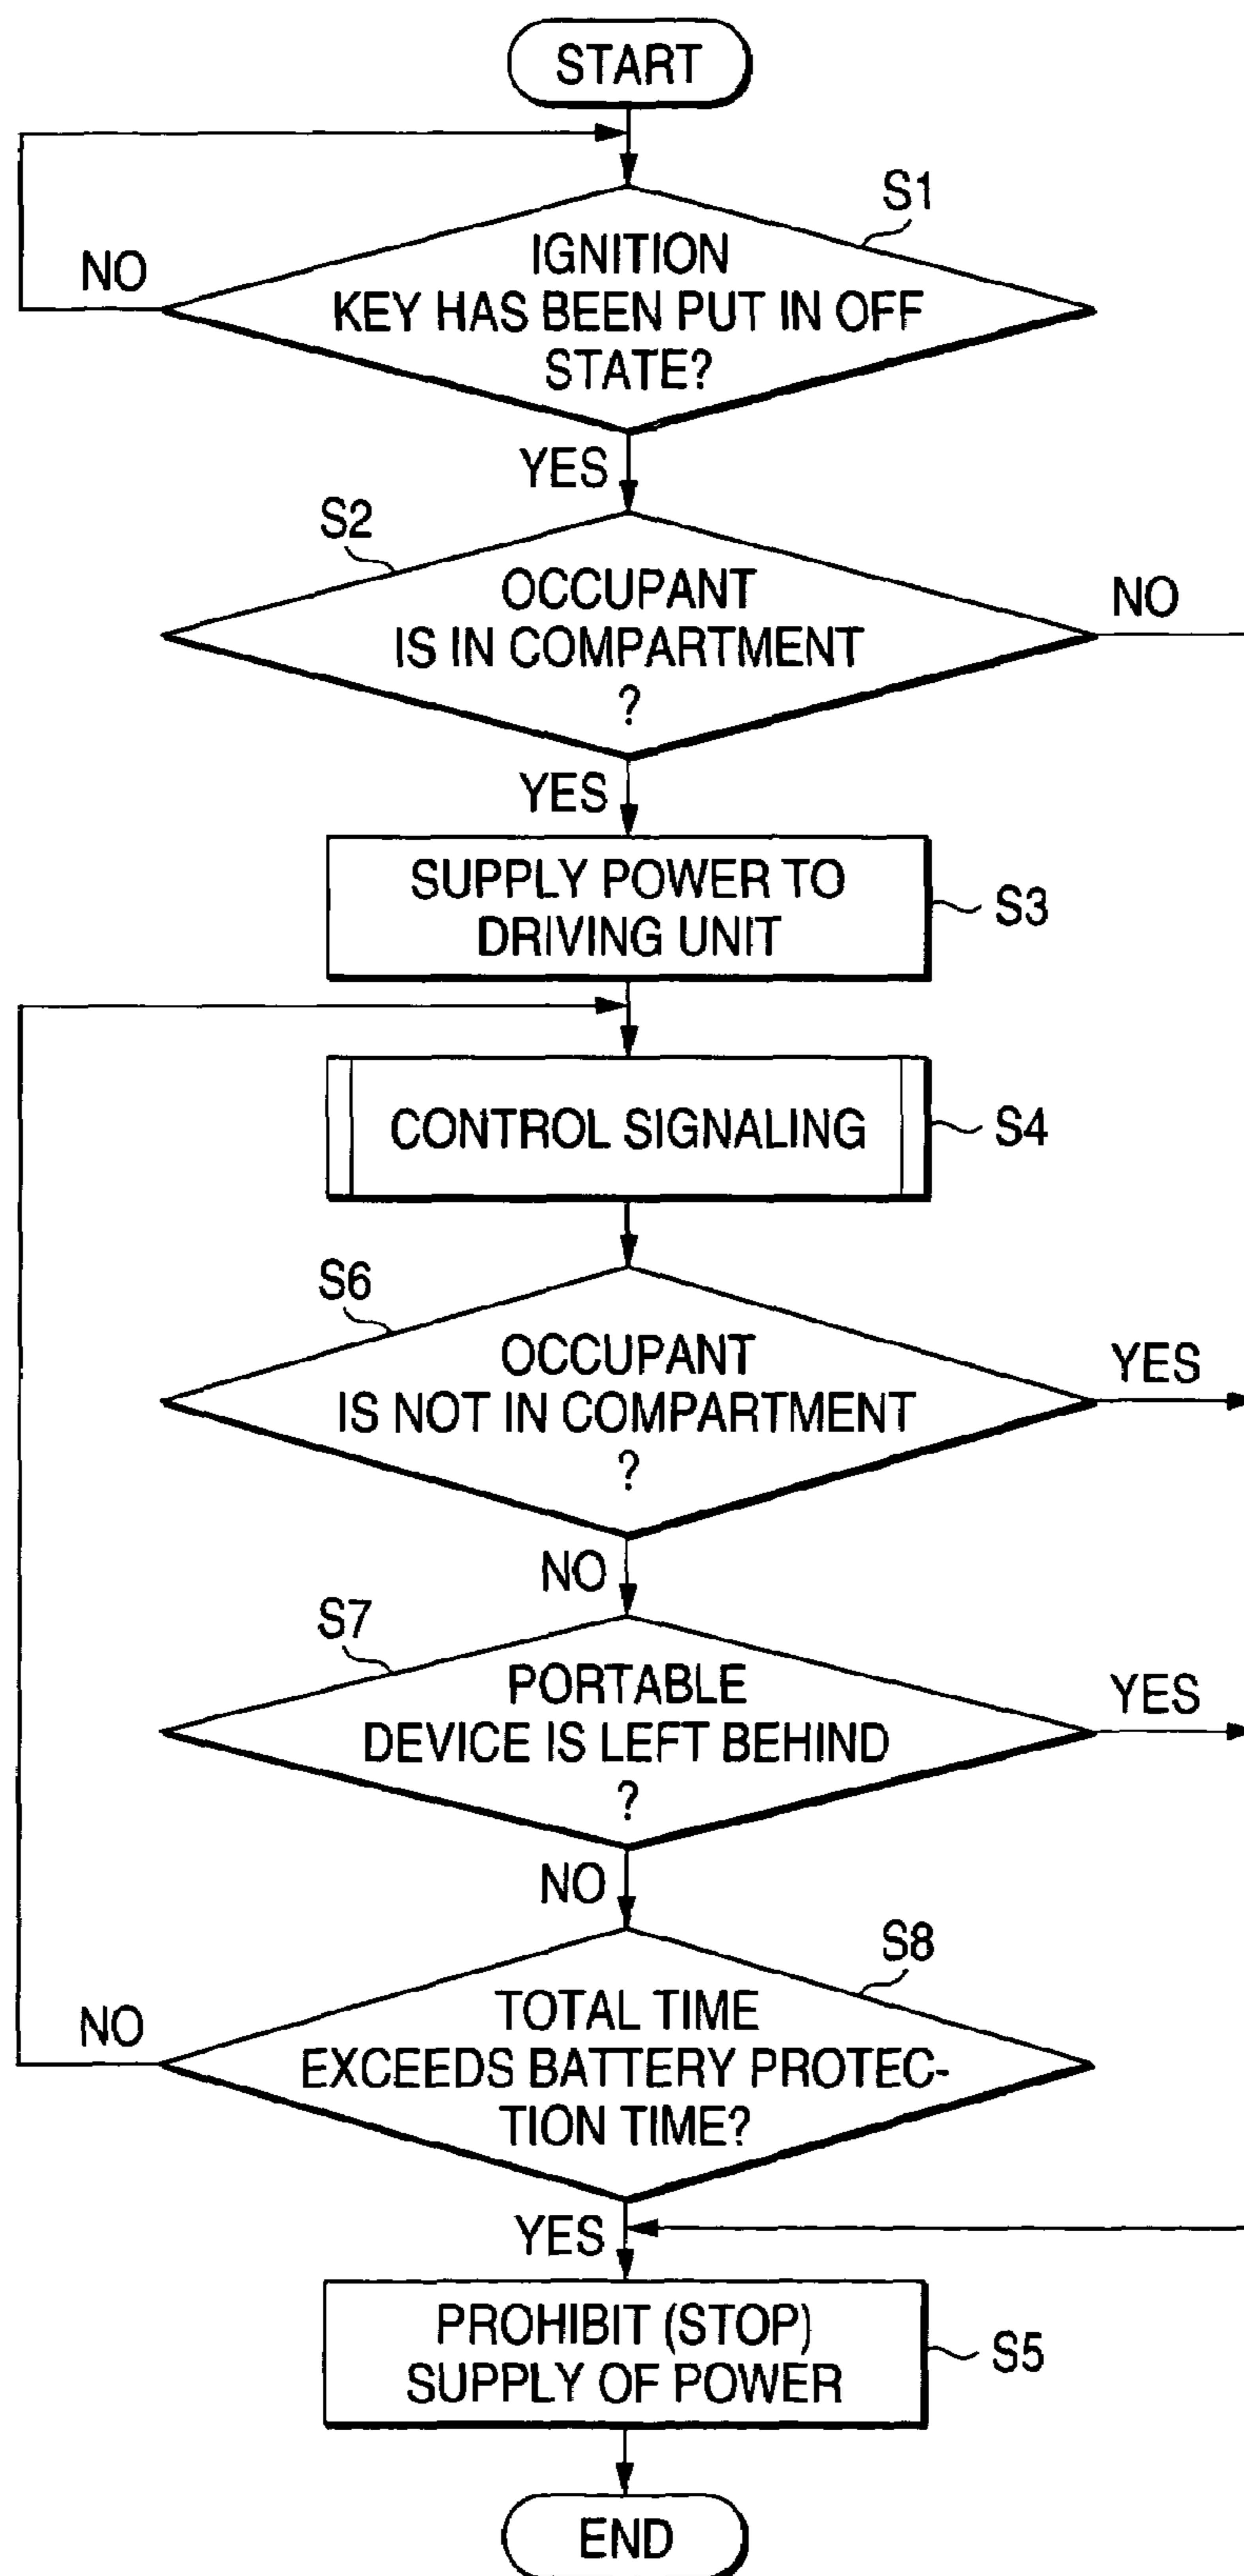 START
S1
NO
IGNITION
KEY HAS BEEN PUT IN OFF
STATE?
YES
S2
OCCUPANT
IS IN COMPARTMENT
?
NO
YES
SUPPLY POWER TO
DRIVING UNIT
S3
CONTROL SIGNALING
S4
S6
OCCUPANT
IS NOT IN COMPARTMENT
?
YES
NO
S7
PORTABLE
DEVICE IS LEFT BEHIND
?
YES
NO
S8
NO
TOTAL TIME
EXCEEDS BATTERY PROTEC-
TION TIME?
YES
PROHIBIT (STOP)
SUPPLY OF POWER
S5
END